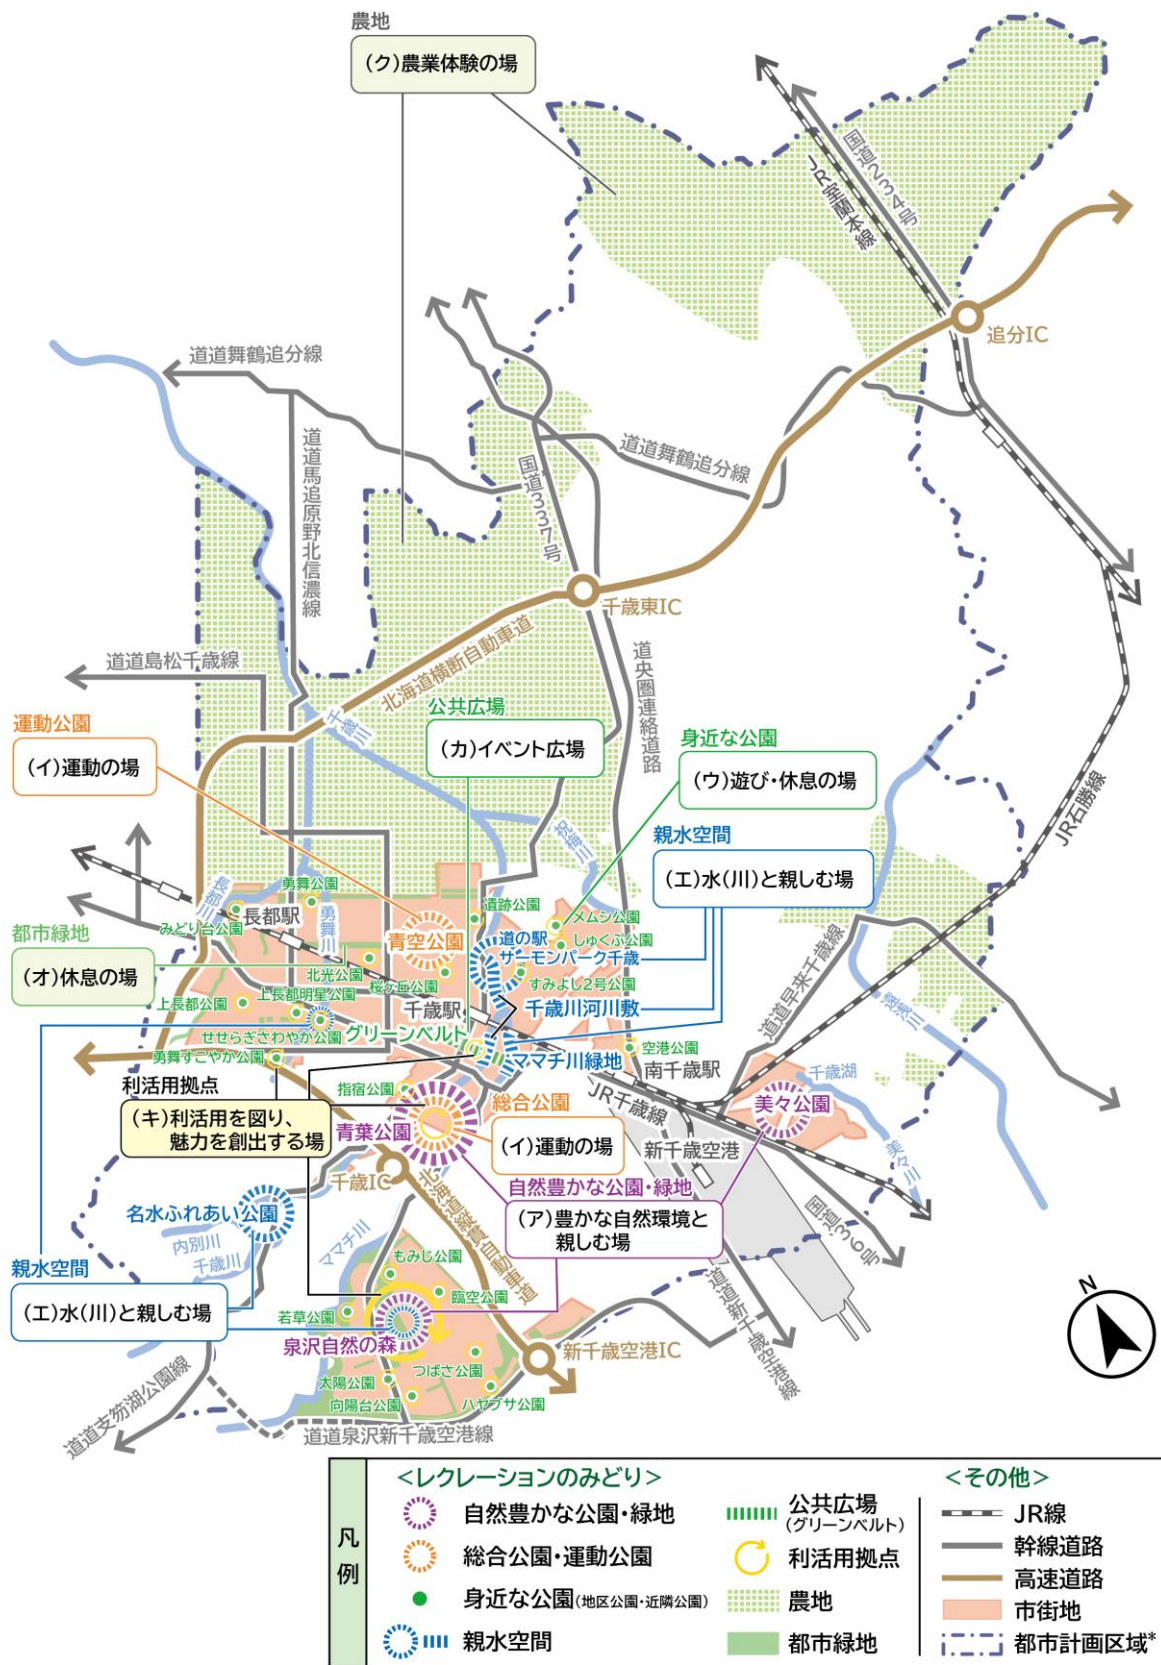 農地
(ク)農業体験の場
国道234号
JR室蘭本線
追分IC
道道舞鶴追分線
道道舞鶴追分線
道道馬追原野北信濃線
国道337号
千歳東IC
北海道横断自動車道
道央圏連絡道路
道道島松千歳線
千歳川
運動公園
(イ)運動の場
公共広場
(カ)イベント広場
身近な公園
(ウ)遊び・休息の場
親水空間
(エ)水(川)と親しむ場
祝梅川
JR石勝線
長都川
勇舞公園
長都駅
みどり台公園
勇舞川
遺跡公園
メムシ公園
しゅくぶ公園
青空公園
道の駅
サーモンパーク千歳
都市緑地
(オ)休息の場
北光公園
桜ヶ丘公園
すみよし2号公園
上長都公園
上長都明星公園
千歳駅
千歳川河川敷
せせらぎさわやか公園
グリーンベルト
ママチ川緑地
勇舞すこやか公園
空港公園
南千歳駅
道道早来千歳線
遠浅川
千歳湖
利活用拠点
(キ)利活用を図り、
魅力を創出する場
指宿公園
総合公園
(イ)運動の場
青葉公園
JR千歳線
美々公園
新千歳空港
美々川
千歳IC
北海道縦貫自動車道
自然豊かな公園・緑地
(ア)豊かな自然環境と
親しむ場
国道36号
名水ふれあい公園
内別川
千歳川
ママチ川
親水空間
(エ)水(川)と親しむ場
もみじ公園
臨空公園
若草公園
泉沢自然の森
つばさ公園
新千歳空港IC
道道新千歳空港線
太陽公園
向陽台公園
ハヤブサ公園
道道支笏湖公園線
道道泉沢新千歳空港線
N
凡例
<レクレーションのみどり>
自然豊かな公園・緑地
総合公園・運動公園
身近な公園(地区公園・近隣公園)
親水空間
公共広場
(グリーンベルト)
利活用拠点
農地
都市緑地
<その他>
JR線
幹線道路
高速道路
市街地
都市計画区域*